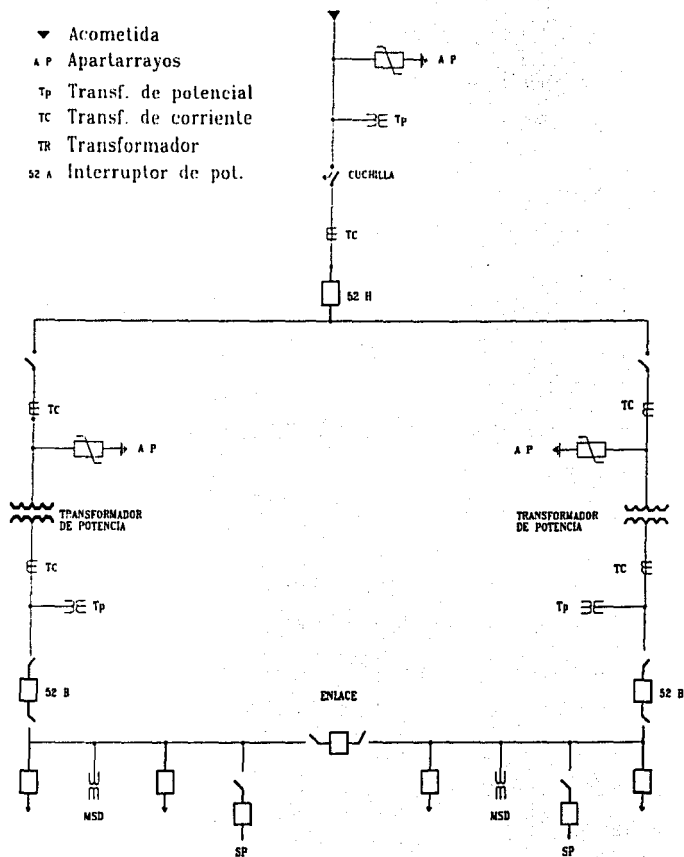 ▼ Acometida
A P Apartarrayos
Tp Transf. de potencial
TC Transf. de corriente
TR Transformador
52 A Interruptor de pot.
A P
Tp
CUCHILLA
TC
52 H
TC
TC
A P
A P
TRANSFORMADOR
DE POTENCIA
TRANSFORMADOR
DE POTENCIA
TC
TC
Tp
Tp
52 B
ENLACE
52 B
MSD
MSD
SP
SP